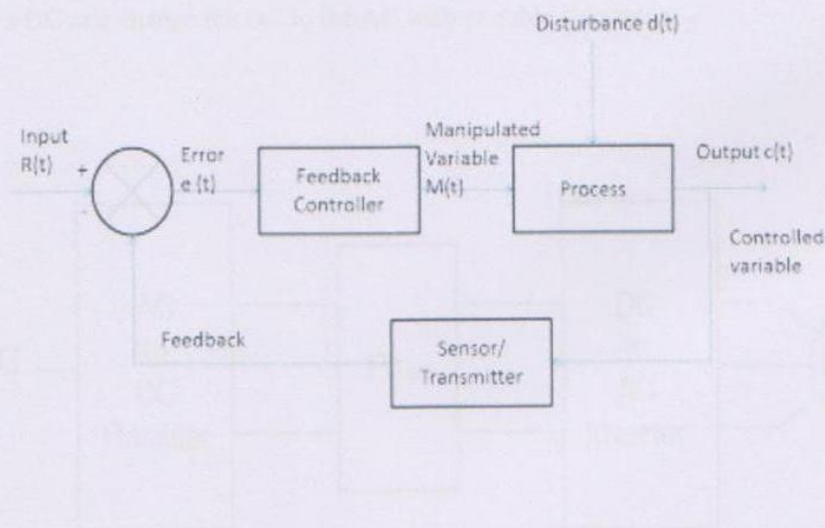 Disturbance d(t)
Input
R(t)
+
-
Error
e (t)
Feedback
Controller
Manipulated
Variable
M(t)
Process
Output c(t)
Controlled
variable
Feedback
Sensor/
Transmitter